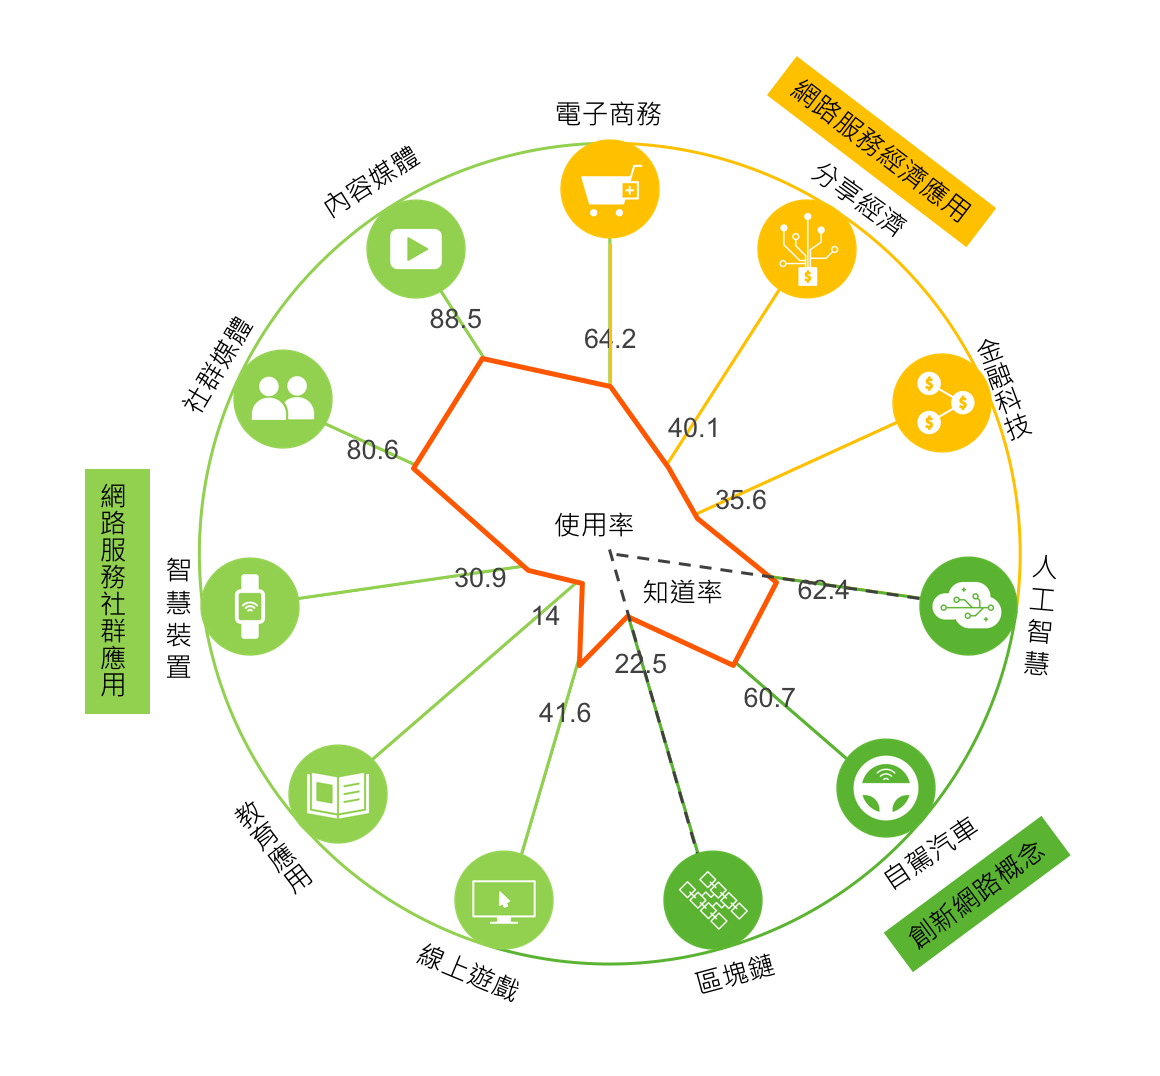 電子商務
網路服務經濟應用
分享經濟
內容媒體
88.5
64.2
社群媒體
金融科技
40.1
80.6
35.6
網路服務社群應用
使用率
智慧裝置
30.9
知道率
62.4
人工智慧
14
22.5
41.6
60.7
教育應用
自駕汽車
創新網路概念
線上遊戲
區塊鏈